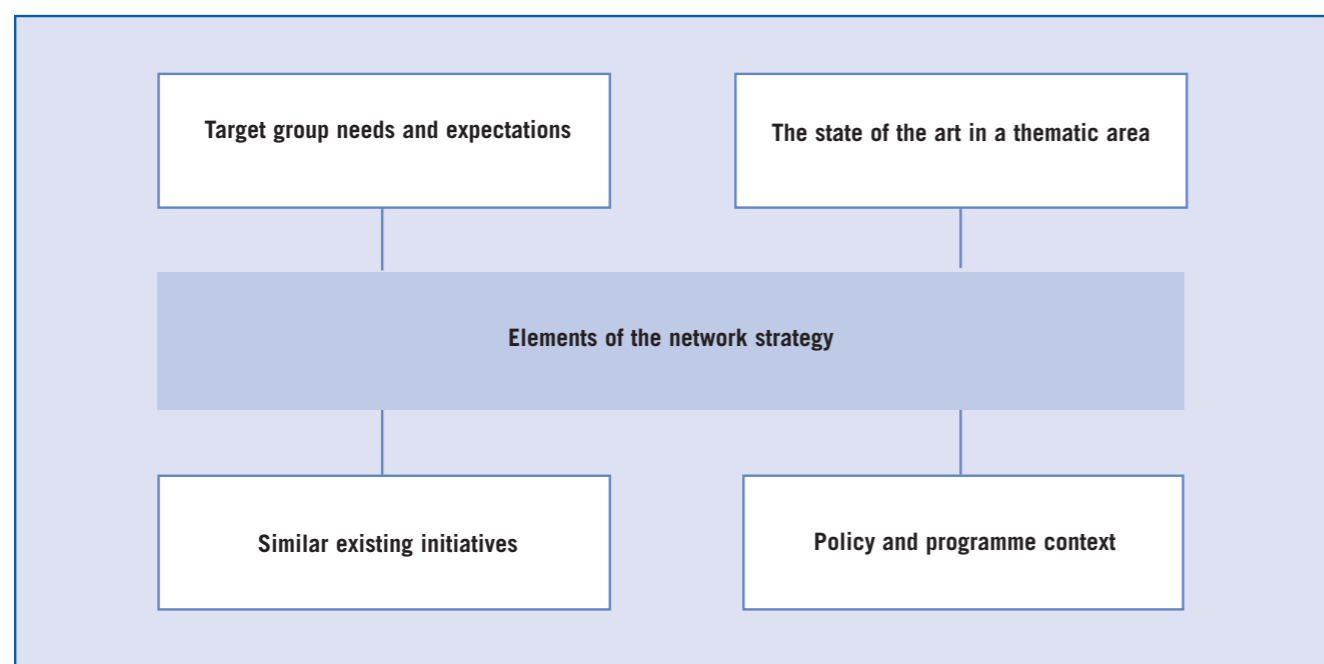 Target group needs and expectations
The state of the art in a thematic area
Elements of the network strategy
Similar existing initiatives
Policy and programme context